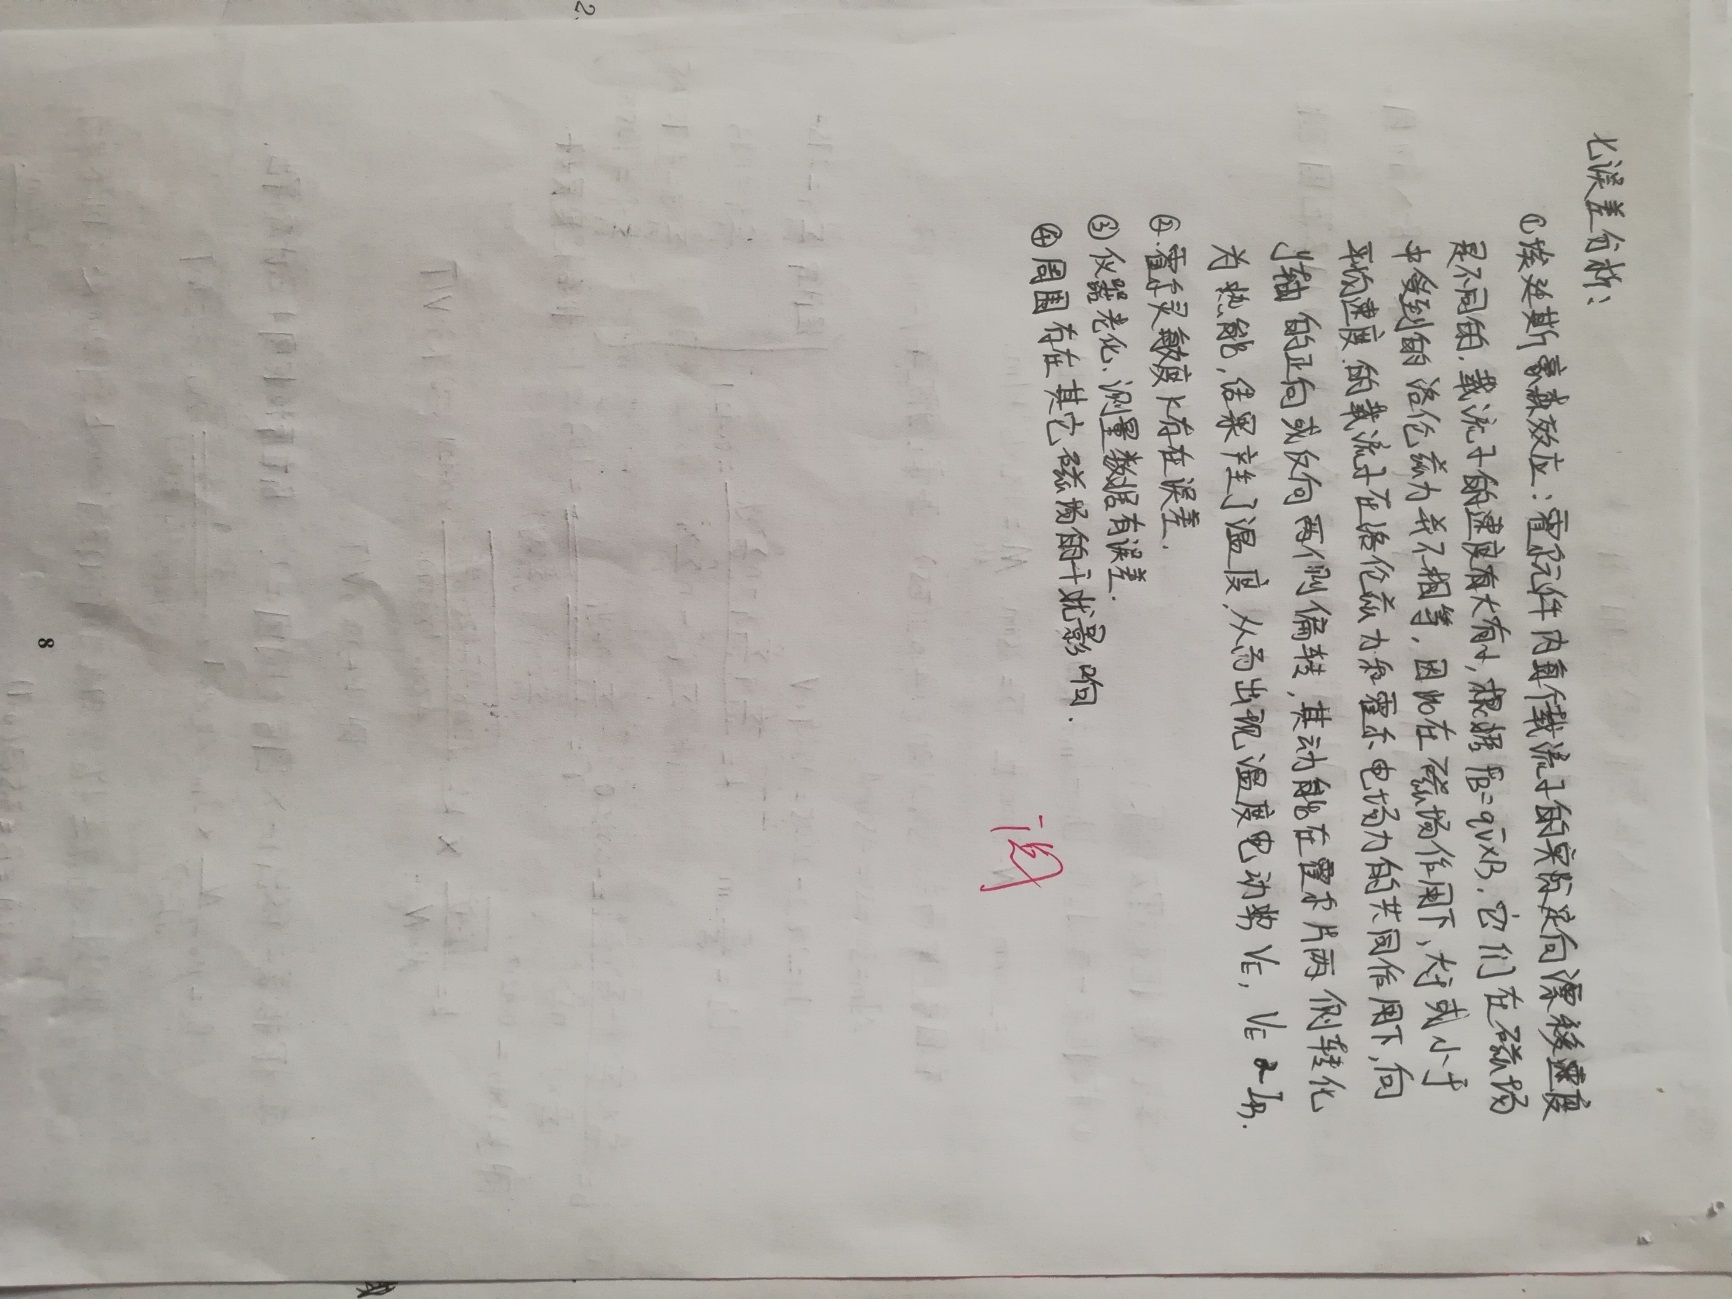 七误差分析：
①埃廷斯豪森效应：霍尔元件内每个载流子的实际定向漂移速度
是不同的，载流子的速度有大有小，根据FB=qv×B，它们在磁场
中受到的洛伦兹力并不相等，因此在磁场作用下，大于或小于
平均速度的载流子在洛伦兹力和霍尔电场力的共同作用下，向
y轴的正向或反向两侧偏转，其动能在霍尔片两侧转化
为热能，结果产生了温度，从而出现温度电动势VE，VE∝IB.
②霍尔灵敏度K存在误差.
③仪器老化、测量数据有误差.
④周围存在其它磁场的干扰影响.
8
2.